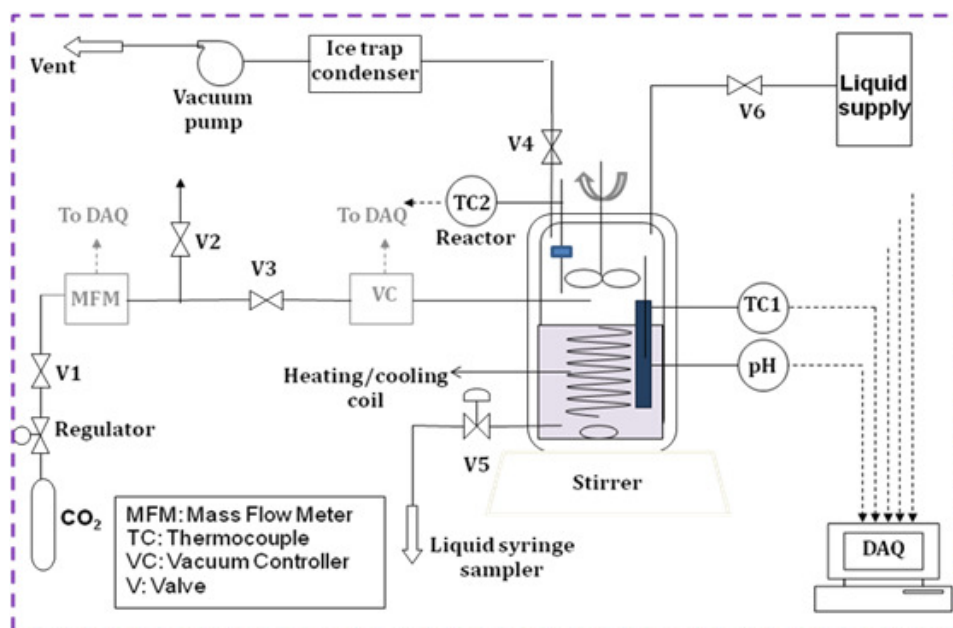 Vent
Vacuum
pump
Ice trap
condenser
V4
V6
Liquid
supply
To DAQ
V2
To DAQ
TC2
Reactor
MFM
V3
VC
TC1
V1
Heating/cooling
coil
pH
Regulator
V5
Stirrer
CO₂
MFM: Mass Flow Meter
TC: Thermocouple
VC: Vacuum Controller
V: Valve
Liquid syringe
sampler
DAQ